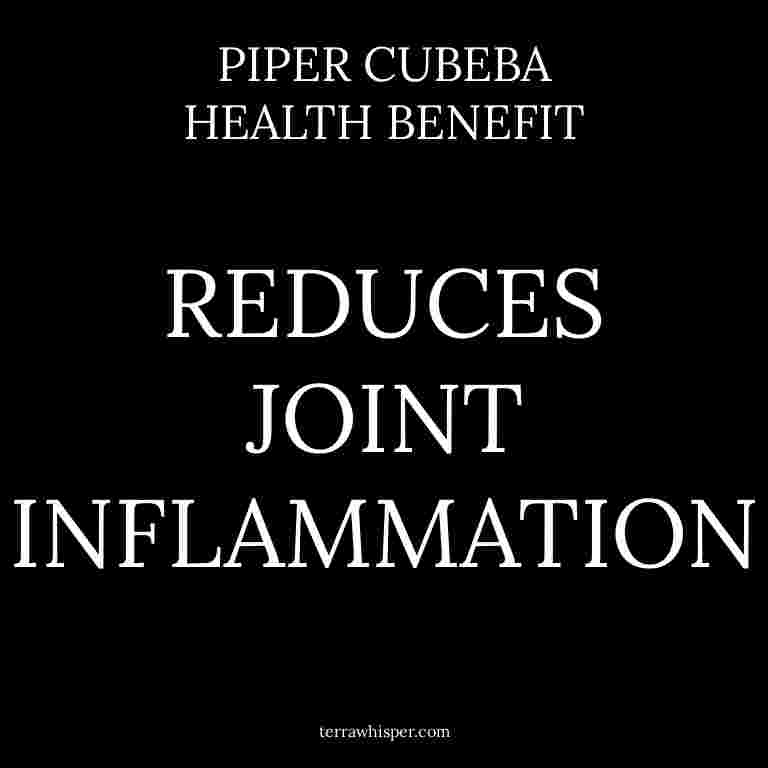 PIPER CUBEBA
HEALTH BENEFIT
REDUCES
JOINT
INFLAMMATION
terrawhisper.com